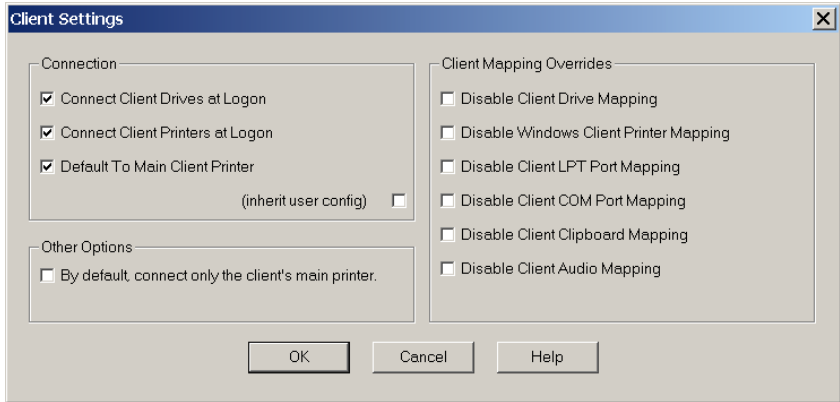 Client Settings
Connection
Connect Client Drives at Logon
Connect Client Printers at Logon
Default To Main Client Printer
(inherit user config)
Other Options
By default, connect only the client's main printer.
Client Mapping Overrides
Disable Client Drive Mapping
Disable Windows Client Printer Mapping
Disable Client LPT Port Mapping
Disable Client COM Port Mapping
Disable Client Clipboard Mapping
Disable Client Audio Mapping
OK
Cancel
Help